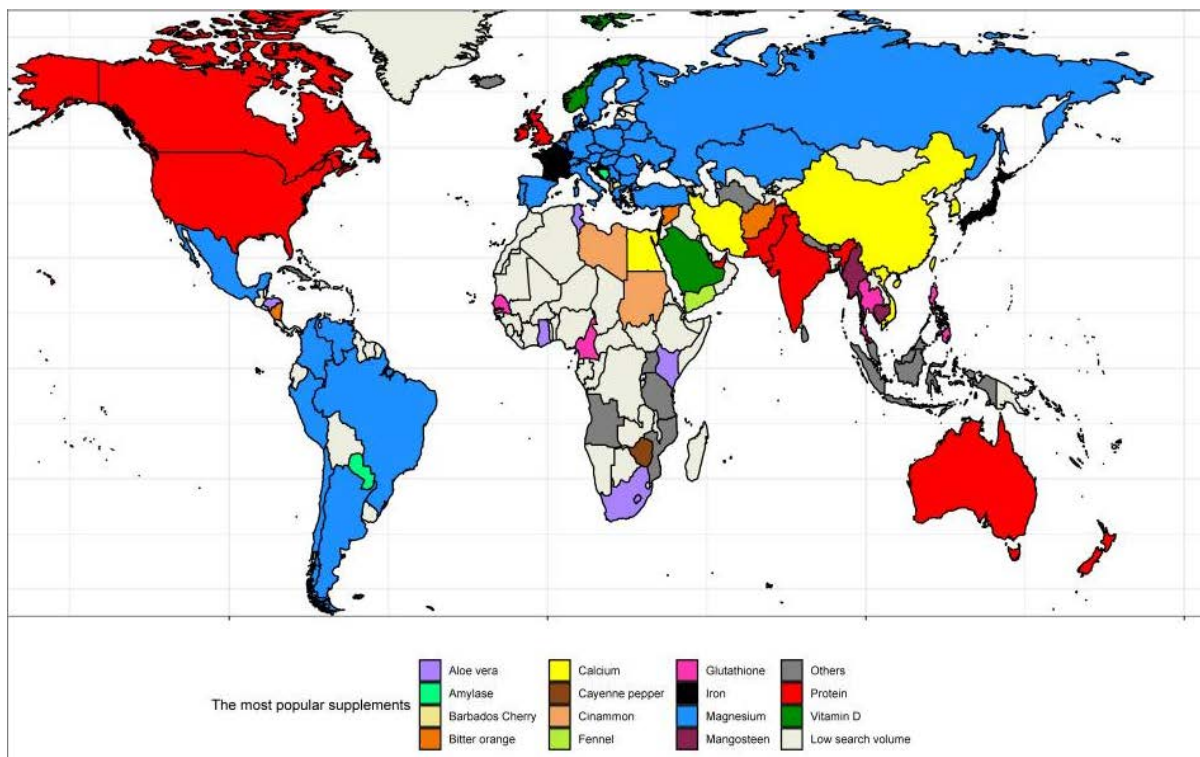 The most popular supplements
Aloe vera
Amylase
Barbados Cherry
Bitter orange
Calcium
Cayenne pepper
Cinammon
Fennel
Glutathione
Iron
Magnesium
Mangosteen
Others
Protein
Vitamin D
Low search volume